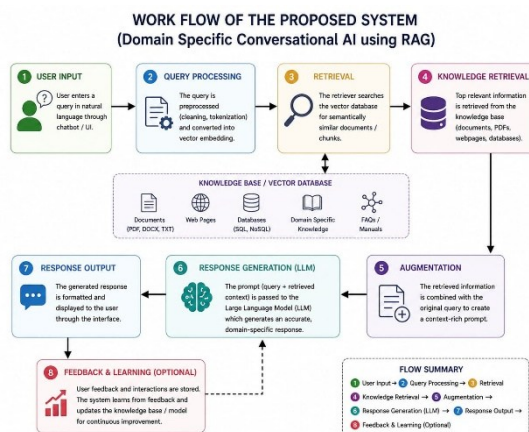 WORK FLOW OF THE PROPOSED SYSTEM
(Domain Specific Conversational AI using RAG)
1 USER INPUT
User enters a
query in natural
language through
chatbot / UI.
2 QUERY PROCESSING
The query is
preprocessed
(cleaning, tokenization)
and converted into
vector embedding.
3 RETRIEVAL
The retriever searches
the vector database
for semantically
similar documents /
chunks.
4 KNOWLEDGE RETRIEVAL
Top relevant information
is retrieved from the
knowledge base
(documents, PDFs,
webpages, databases).
KNOWLEDGE BASE / VECTOR DATABASE
Documents
(PDF, DOCX, TXT)
Web Pages
Databases
(SQL, NoSQL)
Domain Specific
Knowledge
FAQs /
Manuals
7 RESPONSE OUTPUT
The generated response
is formatted and
displayed to the user
through the interface.
6 RESPONSE GENERATION (LLM)
The prompt (query + retrieved
context) is passed to the
Large Language Model (LLM)
which generates an accurate,
domain-specific response.
5 AUGMENTATION
The retrieved information
is combined with the
original query to create
a context-rich prompt.
8 FEEDBACK & LEARNING (OPTIONAL)
User feedback and interactions are stored.
The system learns from feedback and
updates the knowledge base / model
for continuous improvement.
FLOW SUMMARY
1 User Input → 2 Query Processing → 3 Retrieval
4 Knowledge Retrieval → 5 Augmentation →
6 Response Generation (LLM) → 7 Response Output →
8 Feedback & Learning (Optional)